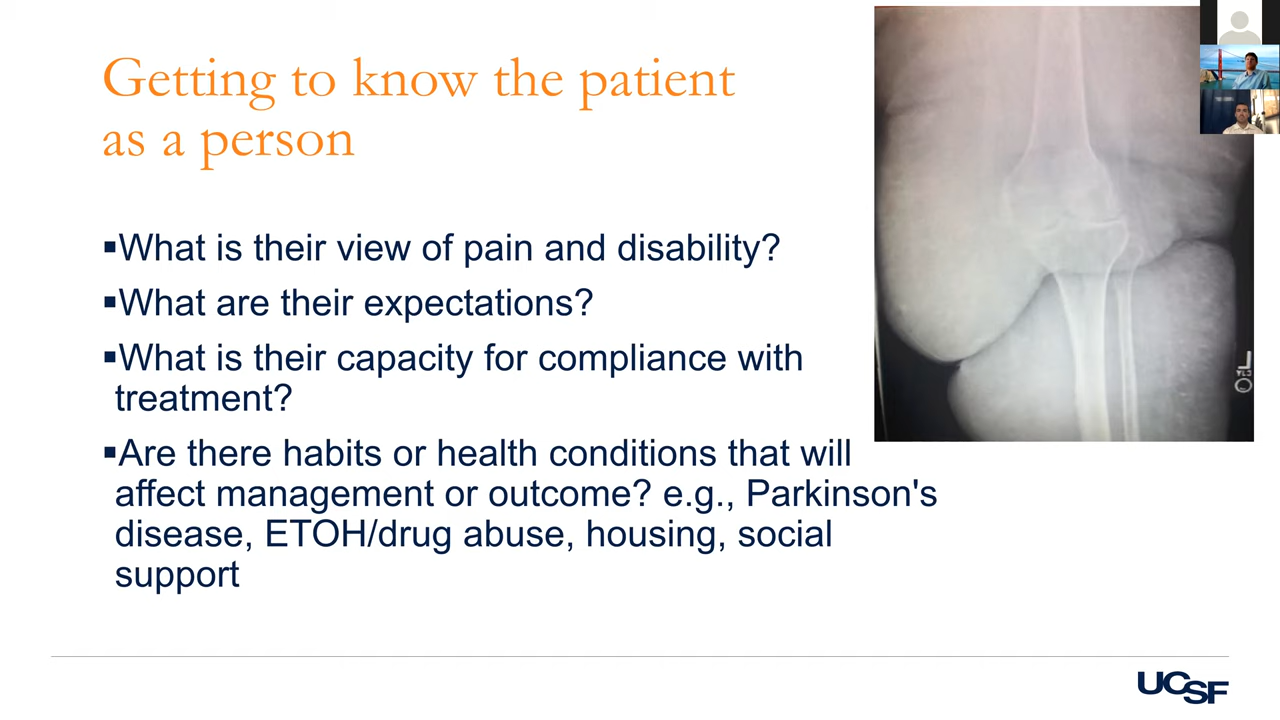 Getting to know the patient
as a person
▪What is their view of pain and disability?
▪What are their expectations?
▪What is their capacity for compliance with
treatment?
▪Are there habits or health conditions that will
affect management or outcome? e.g., Parkinson's
disease, ETOH/drug abuse, housing, social
support
L
UCSF